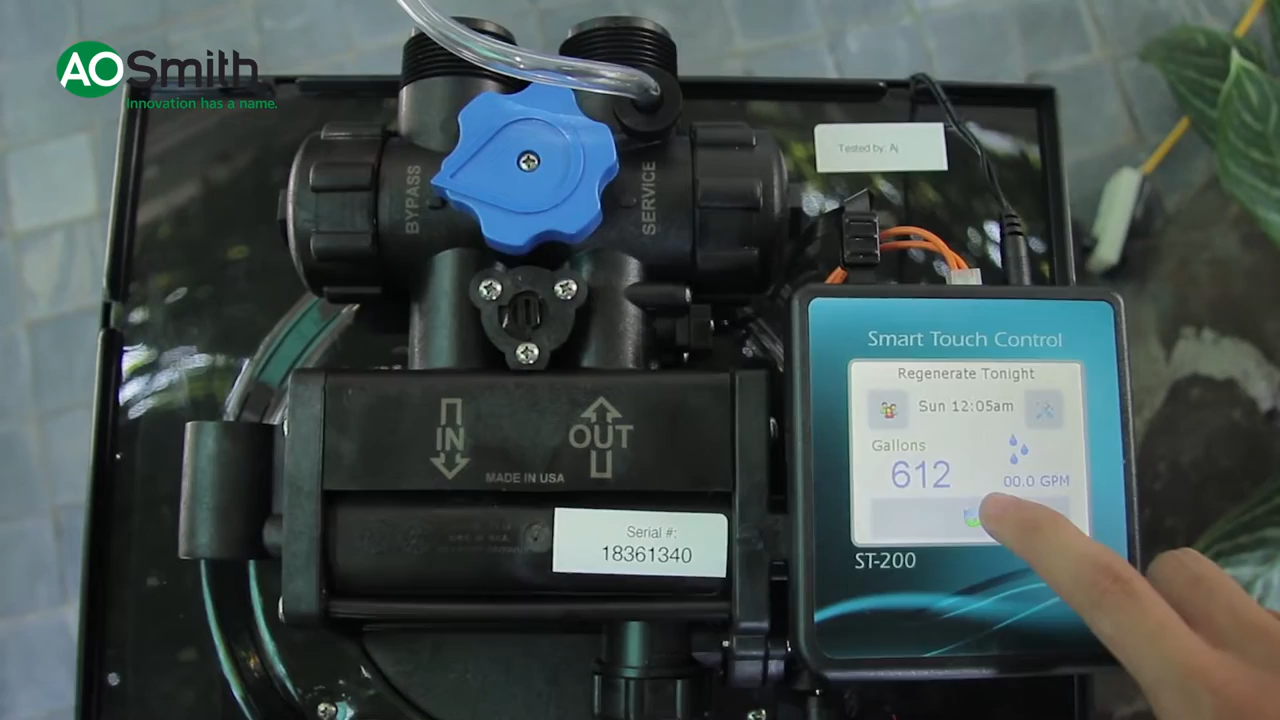 AOSmith
Innovation has a name.
BYPASS
SERVICE
Tested by: Aj
Smart Touch Control
Regenerate Tonight
Sun 12:05am
Gallons
612
00.0 GPM
ST-200
IN
OUT
MADE IN USA
Serial #:
18361340